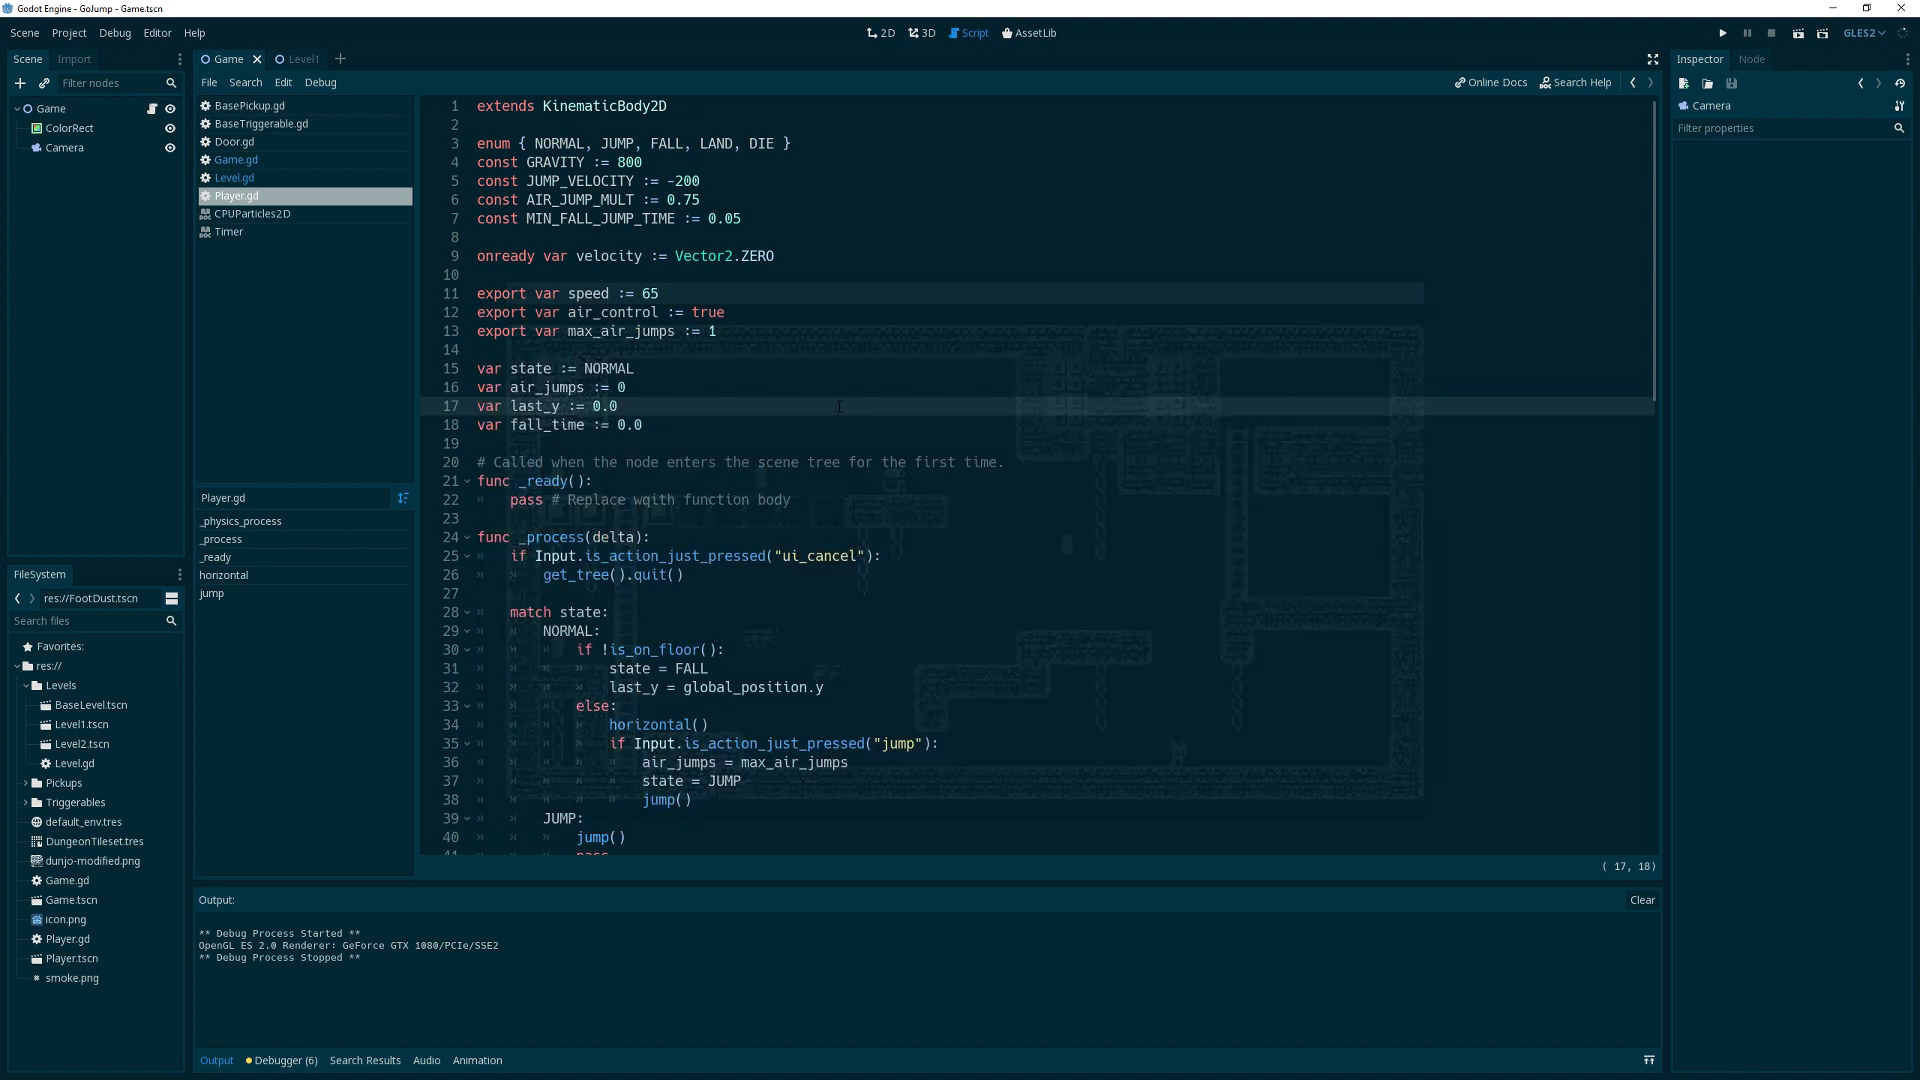 Godot Engine - GoJump - Game.tscn
Scene Project Debug Editor Help
2D 3D Script AssetLib
GLES2
Scene Import
Filter nodes
Game
ColorRect
Camera
FileSystem
res://FootDust.tscn
Search files
Favorites:
res://
Levels
BaseLevel.tscn
Level1.tscn
Level2.tscn
Level.gd
Pickups
Triggerables
default_env.tres
DungeonTileset.tres
dunjo-modified.png
Game.gd
Game.tscn
icon.png
Player.gd
Player.tscn
smoke.png
Game Level1
File Search Edit Debug
Online Docs Search Help
BasePickup.gd
BaseTriggerable.gd
Door.gd
Game.gd
Level.gd
Player.gd
CPUParticles2D
Timer
Player.gd
_physics_process
_process
_ready
horizontal
jump
1 extends KinematicBody2D
2
3 enum { NORMAL, JUMP, FALL, LAND, DIE }
4 const GRAVITY := 800
5 const JUMP_VELOCITY := -200
6 const AIR_JUMP_MULT := 0.75
7 const MIN_FALL_JUMP_TIME := 0.05
8
9 onready var velocity := Vector2.ZERO
10
11 export var speed := 65
12 export var air_control := true
13 export var max_air_jumps := 1
14
15 var state := NORMAL
16 var air_jumps := 0
17 var last_y := 0.0
18 var fall_time := 0.0
19
20 # Called when the node enters the scene tree for the first time.
21 func _ready():
22 pass # Replace wqith function body
23
24 func _process(delta):
25 if Input.is_action_just_pressed("ui_cancel"):
26 get_tree().quit()
27
28 match state:
29 NORMAL:
30 if !is_on_floor():
31 state = FALL
32 last_y = global_position.y
33 else:
34 horizontal()
35 if Input.is_action_just_pressed("jump"):
36 air_jumps = max_air_jumps
37 state = JUMP
38 jump()
39 JUMP:
40 jump()
41 pass
( 17, 18)
Output:
Clear
** Debug Process Started **
OpenGL ES 2.0 Renderer: GeForce GTX 1080/PCIe/SSE2
** Debug Process Stopped **
Output Debugger (6) Search Results Audio Animation
Inspector Node
Camera
Filter properties